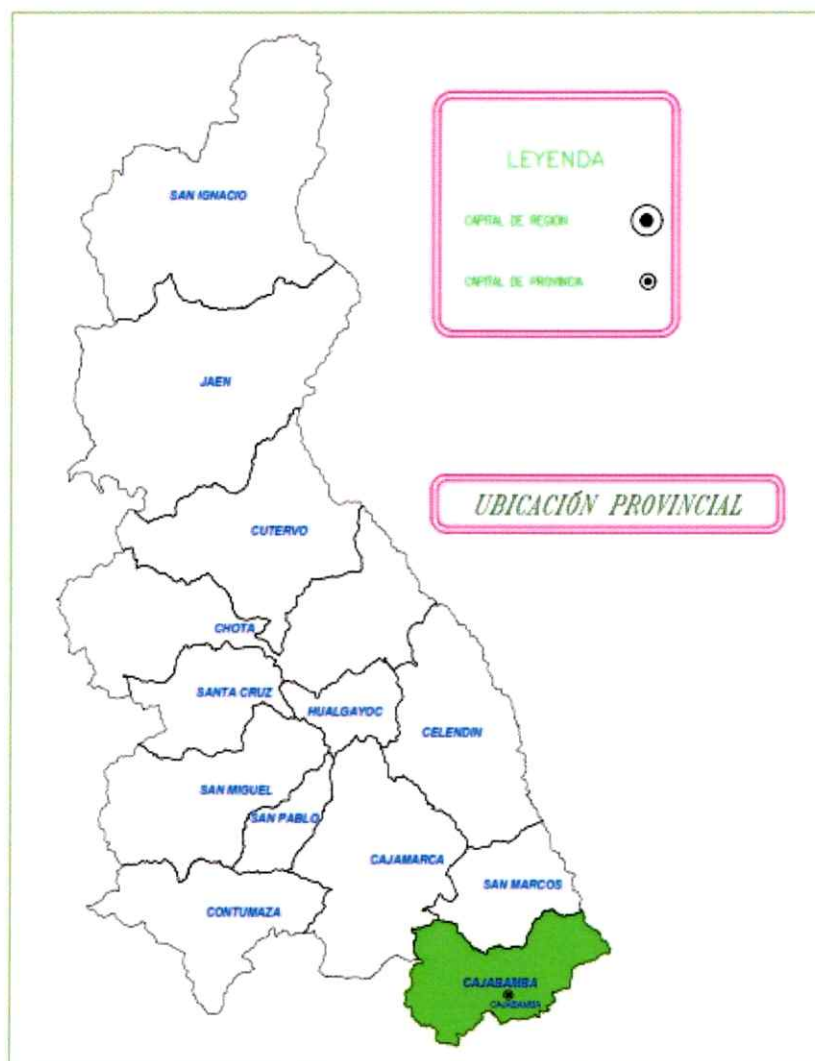 LEYENDA
CAPITAL DE REGION
CAPITAL DE PROVINCIA
UBICACIÓN PROVINCIAL
SAN IGNACIO
JAEN
CUTERVO
CHOTA
SANTA CRUZ
HUALGAYOC
CELENDIN
SAN MIGUEL
SAN PABLO
CAJAMARCA
SAN MARCOS
CONTUMAZA
CAJABAMBA
CAJABAMBA